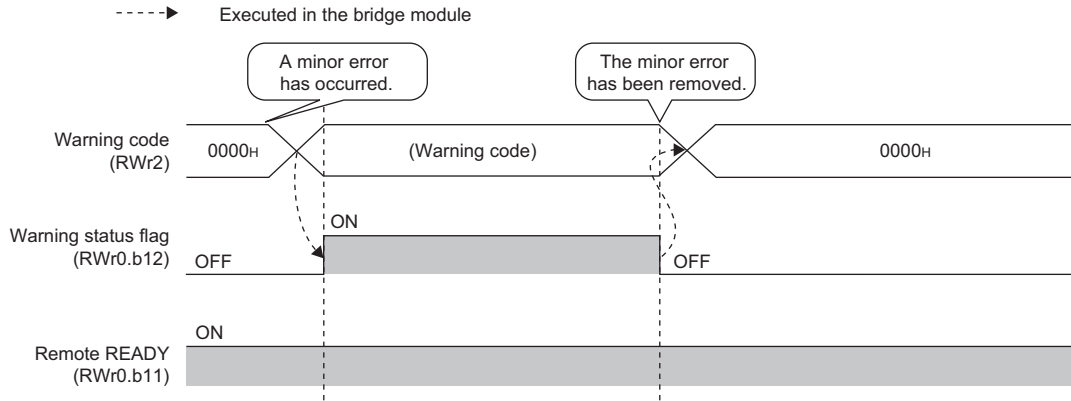 Executed in the bridge module
A minor error
has occurred.
The minor error
has been removed.
Warning code
(RWr2)
0000H
(Warning code)
0000H
Warning status flag
(RWr0.b12)
OFF
ON
OFF
Remote READY
(RWr0.b11)
ON